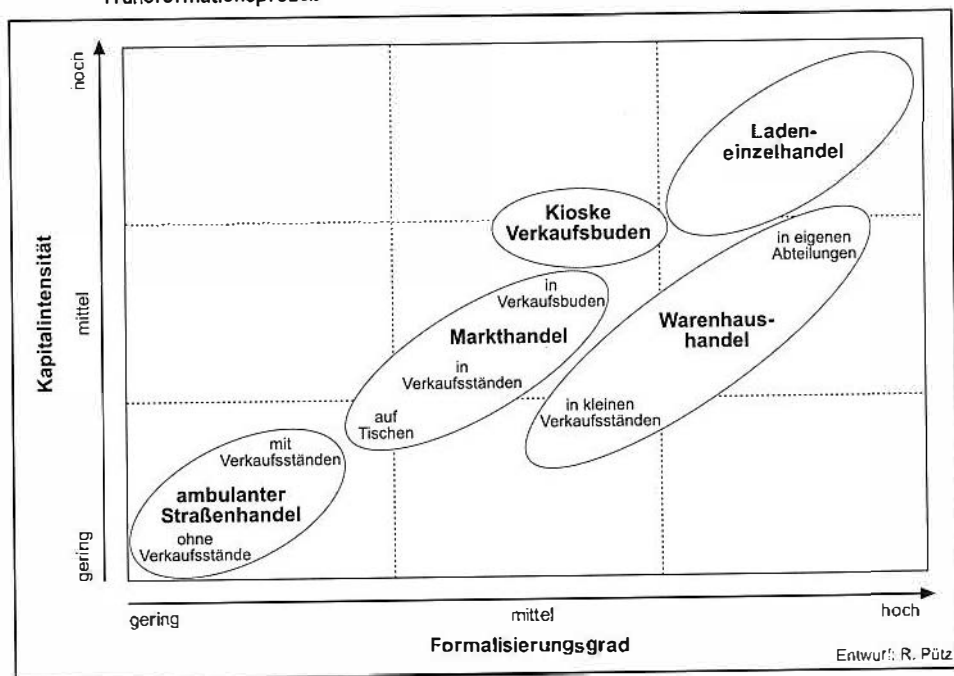 Transformationsprozeß
hoch
mittel
gering
Kapitalintensität
Laden-
einzelhandel
Kioske
Verkaufsbuden
in eigenen
Abteilungen
in
Verkaufsbuden
Markthandel
in
Verkaufsständen
auf
Tischen
Warenhaus-
handel
in kleinen
Verkaufsständen
mit
Verkaufsständen
ambulanter
Straßenhandel
ohne
Verkaufsstände
gering
mittel
hoch
Formalisierungsgrad
Entwurf: R. Pütz